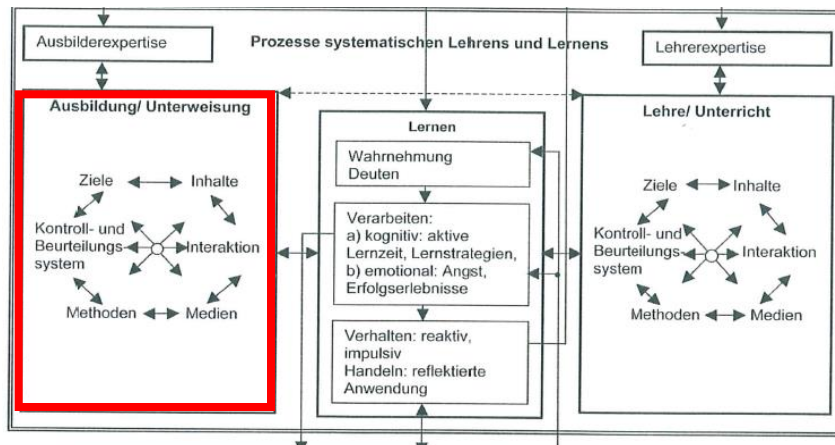 Ausbilderexpertise
Prozesse systematischen Lehrens und Lernens
Lehrerexpertise
Ausbildung/ Unterweisung
Ziele
Inhalte
Kontroll- und
Beurteilungs-
system
Interaktion
Methoden
Medien
Lernen
Wahrnehmung
Deuten
Verarbeiten:
a) kognitiv: aktive
Lernzeit, Lernstrategien,
b) emotional: Angst,
Erfolgserlebnisse
Verhalten: reaktiv,
impulsiv
Handeln: reflektierte
Anwendung
Lehre/ Unterricht
Ziele
Inhalte
Kontroll- und
Beurteilungs-
system
Interaktion
Methoden
Medien